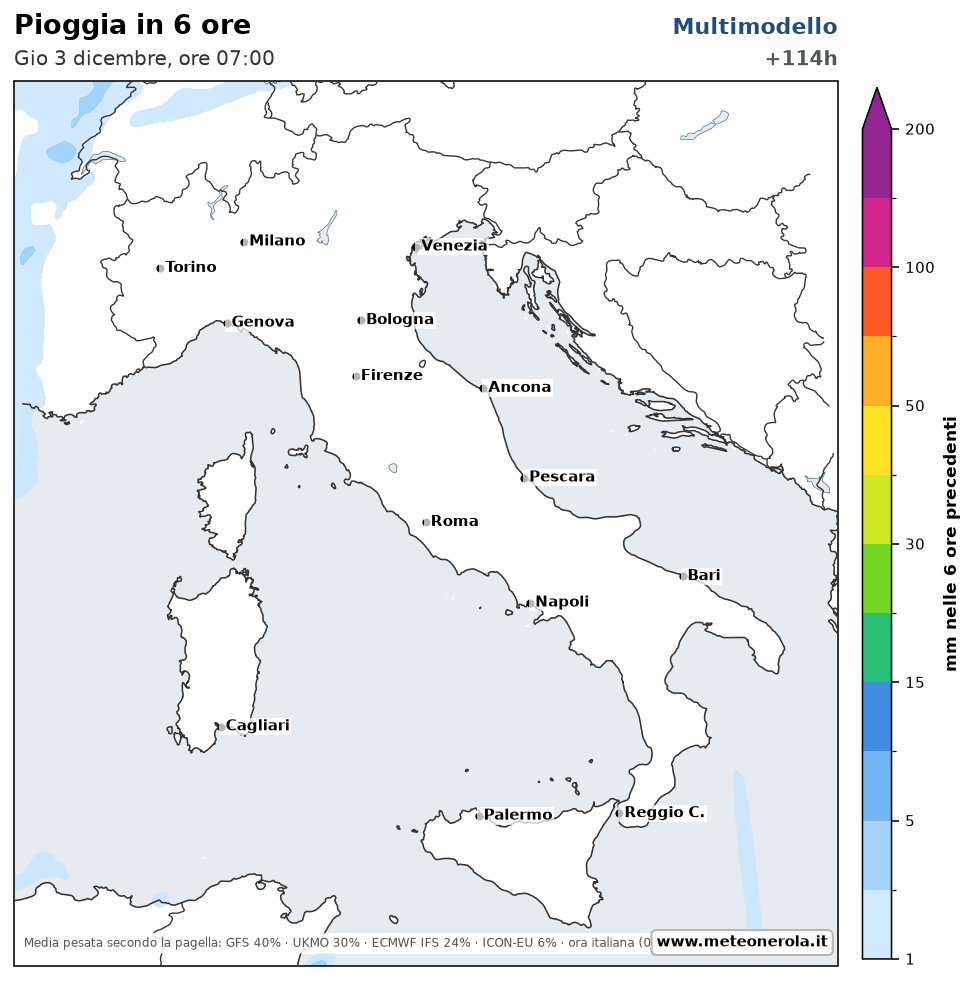 Pioggia in 6 ore
Multimodello
Gio 3 dicembre, ore 07:00
+114h
Milano
Venezia
Torino
Genova
Bologna
Firenze
Ancona
Pescara
Roma
Bari
Napoli
Cagliari
Palermo
Reggio C.
200
100
50
30
15
5
1
mm nelle 6 ore precedenti
Media pesata secondo la pagella: GFS 40% · UKMO 30% · ECMWF IFS 24% · ICON-EU 6% · ora italiana (0
www.meteonerola.it